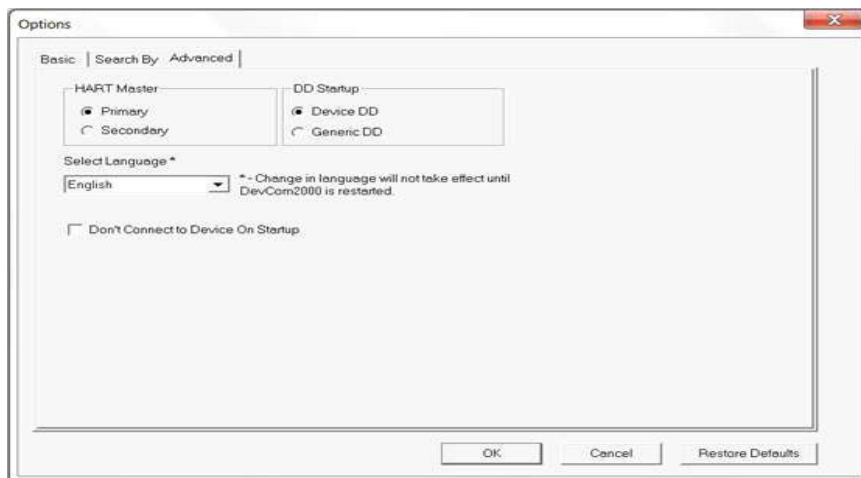 Options
Basic Search By Advanced
HART Master DD Startup
Primary Device DD
Secondary Generic DD
Select Language *
English
* - Change in language will not take effect until
DevCom2000 is restarted.
Don't Connect to Device On Startup
OK Cancel Restore Defaults